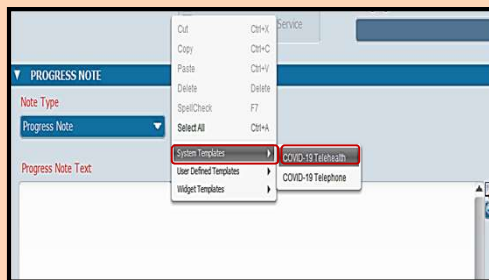 Service
Cut Ctrl+X
Copy Ctrl+C
Paste Ctrl+V
Delete Delete
SpellCheck F7
Select All Ctrl+A
System Templates
User Defined Templates
Widget Templates
COVID-19 Telehealth
COVID-19 Telephone
PROGRESS NOTE
Note Type
Progress Note
Progress Note Text